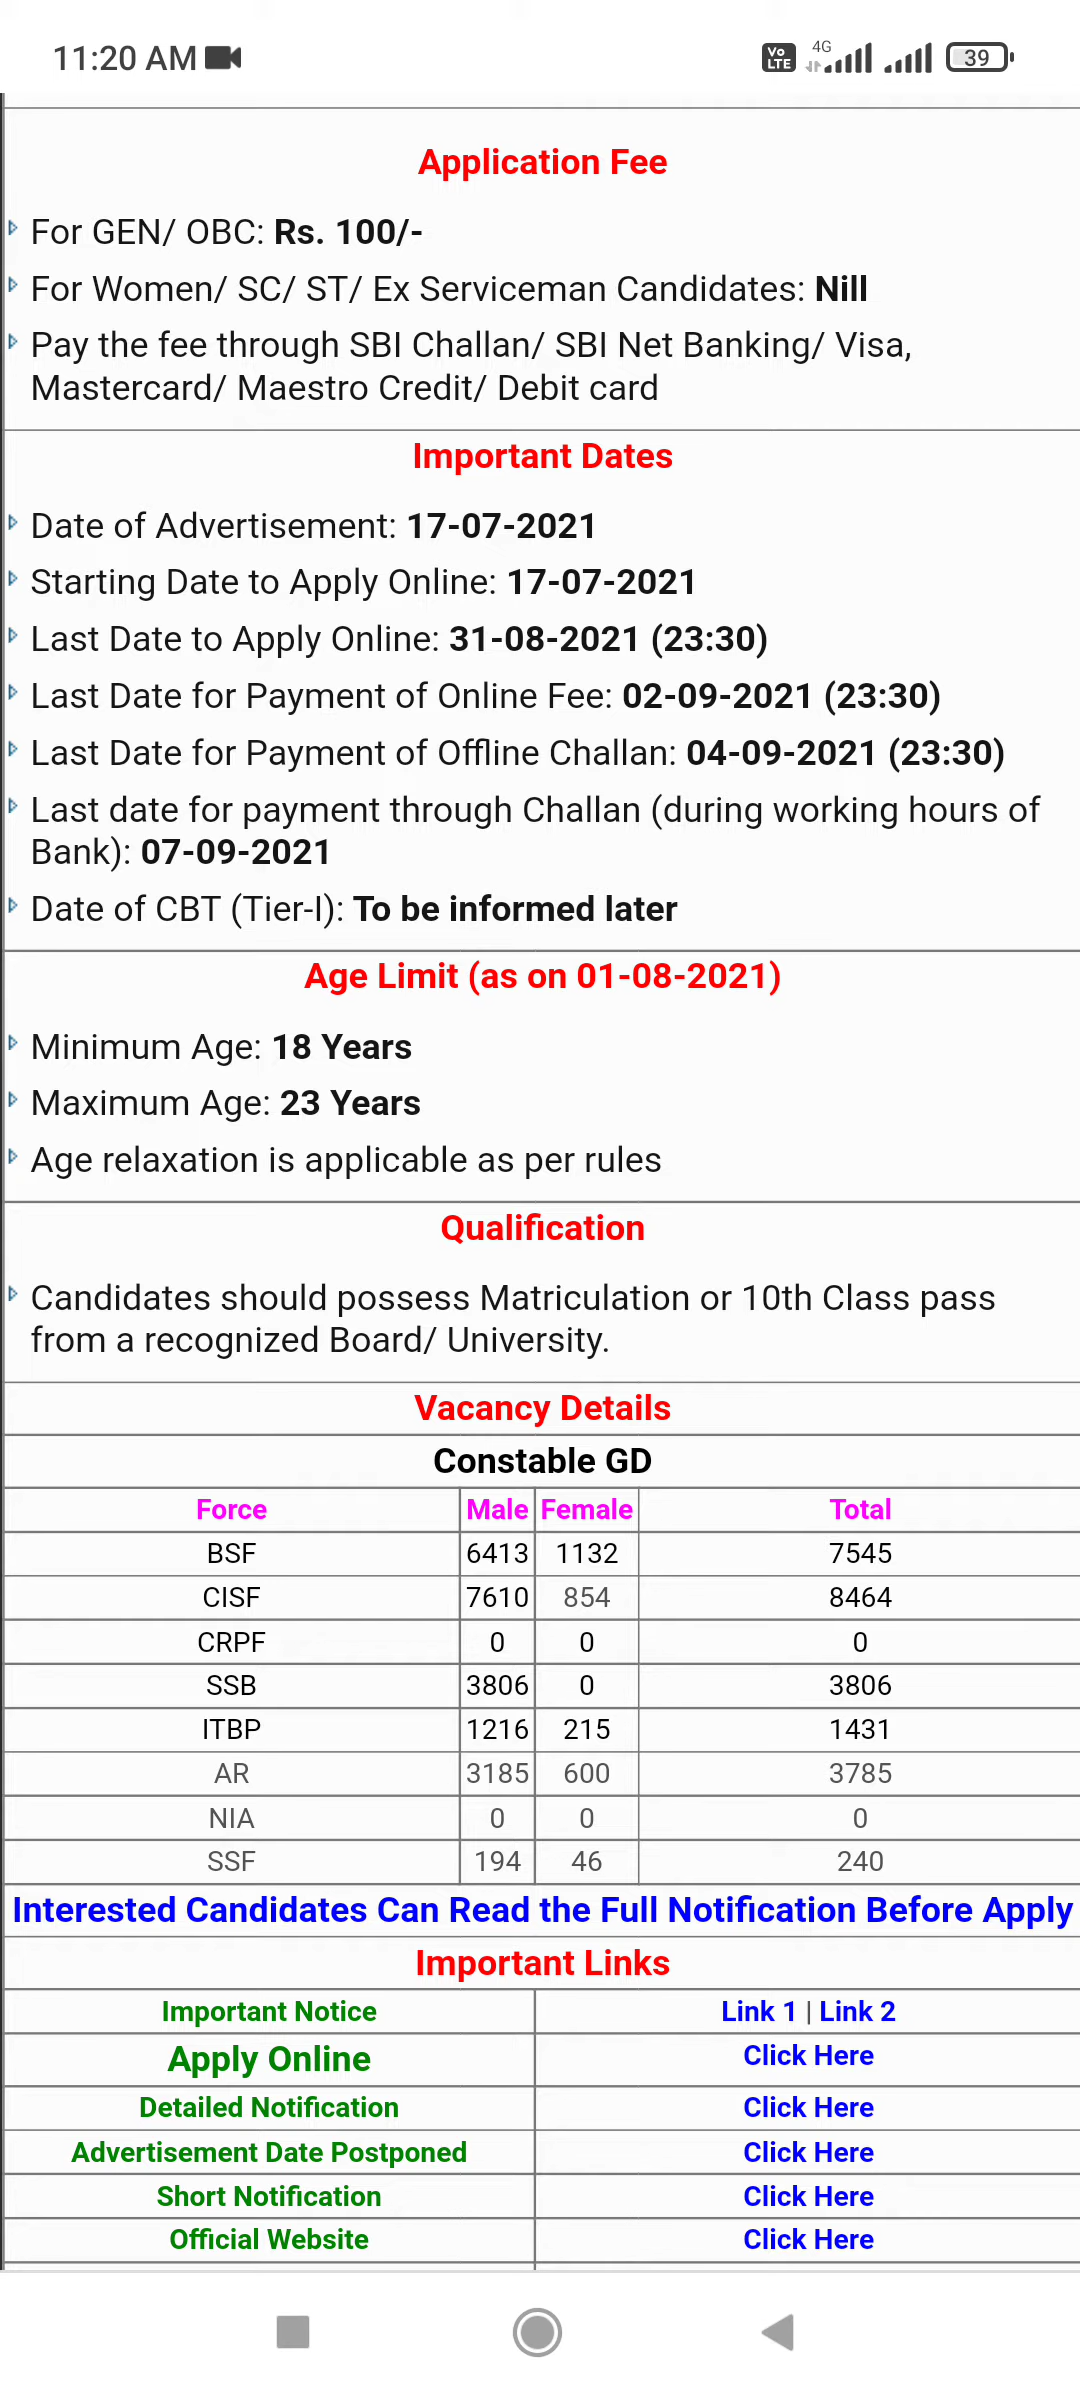 11:20 AM Vo LTE 4G 39
Application Fee
For GEN/ OBC: Rs. 100/-
For Women/ SC/ ST/ Ex Serviceman Candidates: Nill
Pay the fee through SBI Challan/ SBI Net Banking/ Visa,
Mastercard/ Maestro Credit/ Debit card
Important Dates
Date of Advertisement: 17-07-2021
Starting Date to Apply Online: 17-07-2021
Last Date to Apply Online: 31-08-2021 (23:30)
Last Date for Payment of Online Fee: 02-09-2021 (23:30)
Last Date for Payment of Offline Challan: 04-09-2021 (23:30)
Last date for payment through Challan (during working hours of
Bank): 07-09-2021
Date of CBT (Tier-I): To be informed later
Age Limit (as on 01-08-2021)
Minimum Age: 18 Years
Maximum Age: 23 Years
Age relaxation is applicable as per rules
Qualification
Candidates should possess Matriculation or 10th Class pass
from a recognized Board/ University.
Vacancy Details
Constable GD
Force Male Female Total
BSF 6413 1132 7545
CISF 7610 854 8464
CRPF 0 0 0
SSB 3806 0 3806
ITBP 1216 215 1431
AR 3185 600 3785
NIA 0 0 0
SSF 194 46 240
Interested Candidates Can Read the Full Notification Before Apply
Important Links
Important Notice Link 1 | Link 2
Apply Online Click Here
Detailed Notification Click Here
Advertisement Date Postponed Click Here
Short Notification Click Here
Official Website Click Here